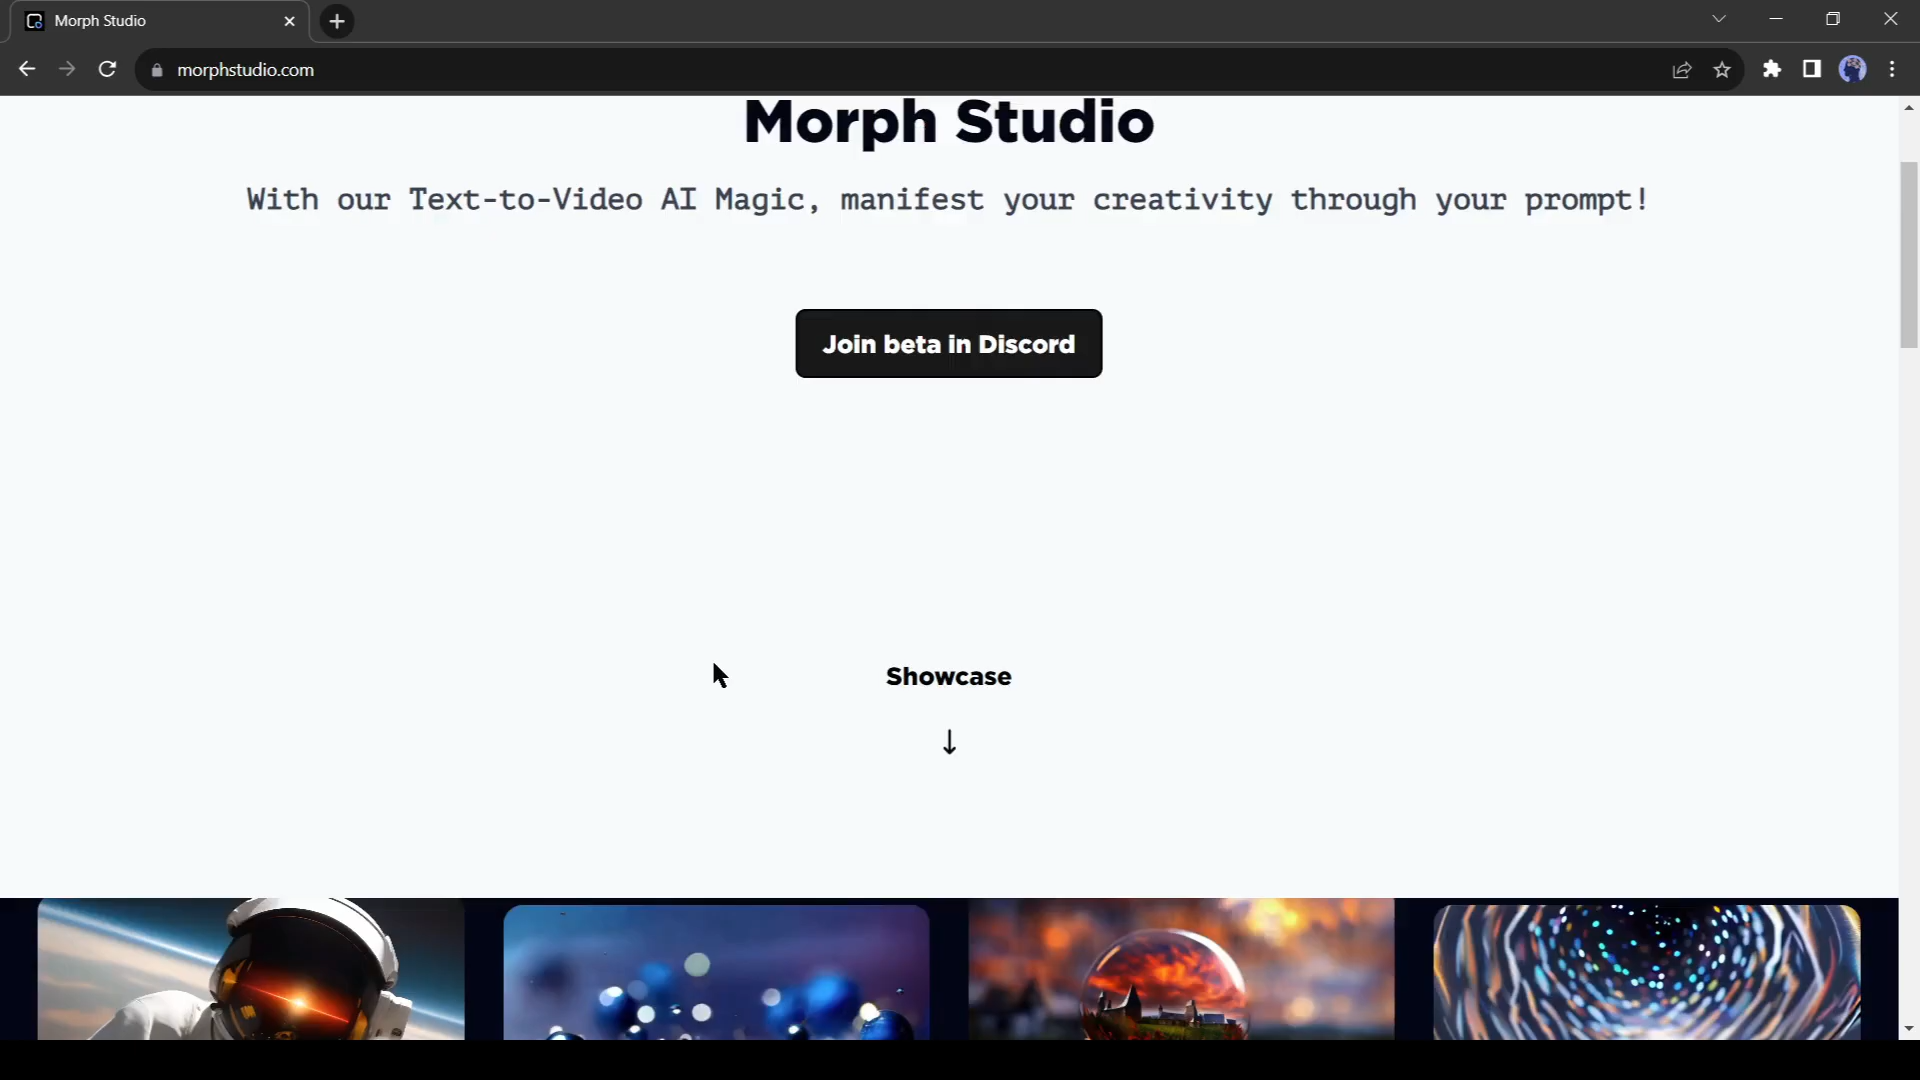 Morph Studio
morphstudio.com
Morph Studio
With our Text-to-Video AI Magic, manifest your creativity through your prompt!
Join beta in Discord
Showcase